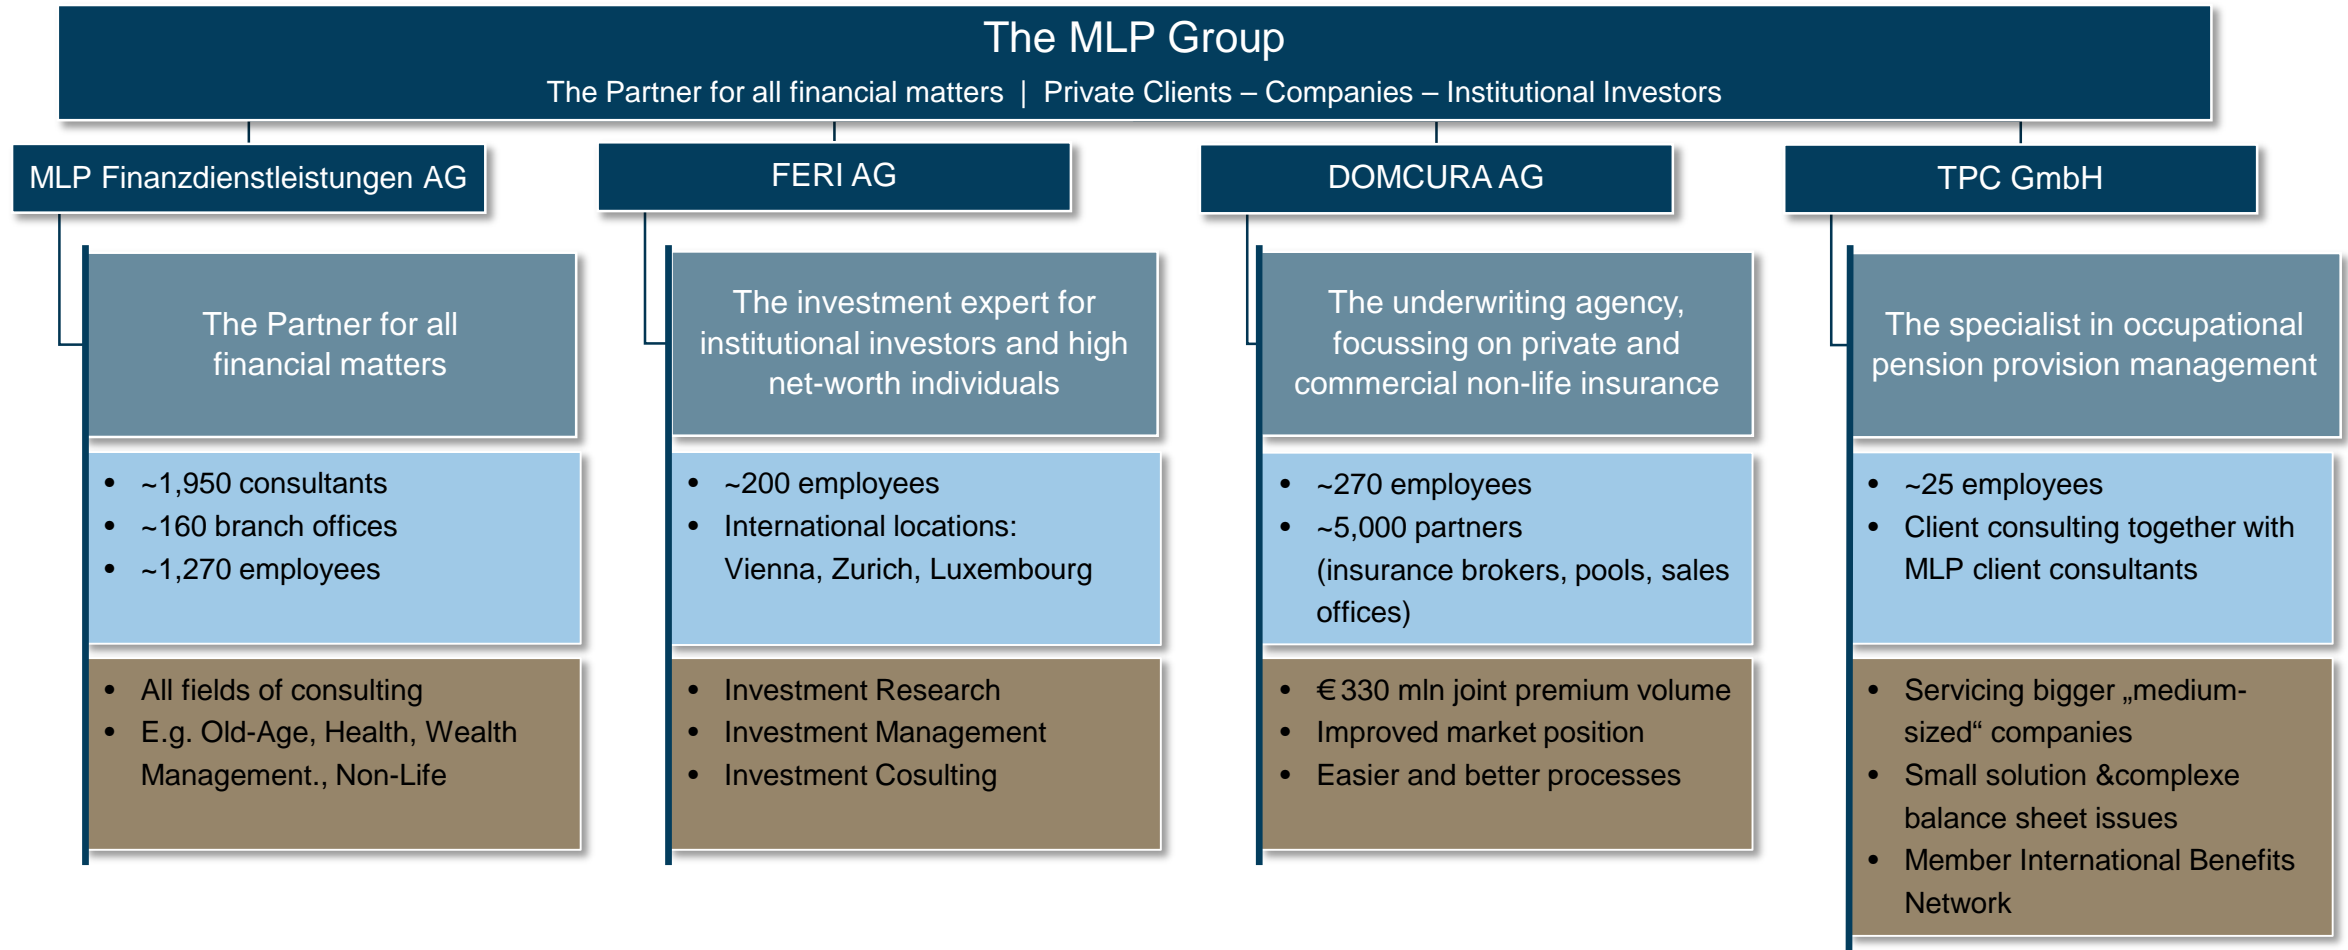 The MLP Group
The Partner for all financial matters | Private Clients – Companies – Institutional Investors
MLP Finanzdienstleistungen AG
The Partner for all
financial matters
• ~1,950 consultants
• ~160 branch offices
• ~1,270 employees
• All fields of consulting
• E.g. Old-Age, Health, Wealth
Management., Non-Life
FERI AG
The investment expert for
institutional investors and high
net-worth individuals
• ~200 employees
• International locations:
Vienna, Zurich, Luxembourg
• Investment Research
• Investment Management
• Investment Cosulting
DOMCURA AG
The underwriting agency,
focussing on private and
commercial non-life insurance
• ~270 employees
• ~5,000 partners
(insurance brokers, pools, sales
offices)
• € 330 mln joint premium volume
• Improved market position
• Easier and better processes
TPC GmbH
The specialist in occupational
pension provision management
• ~25 employees
• Client consulting together with
MLP client consultants
• Servicing bigger „medium-
sized“ companies
• Small solution &complexe
balance sheet issues
• Member International Benefits
Network